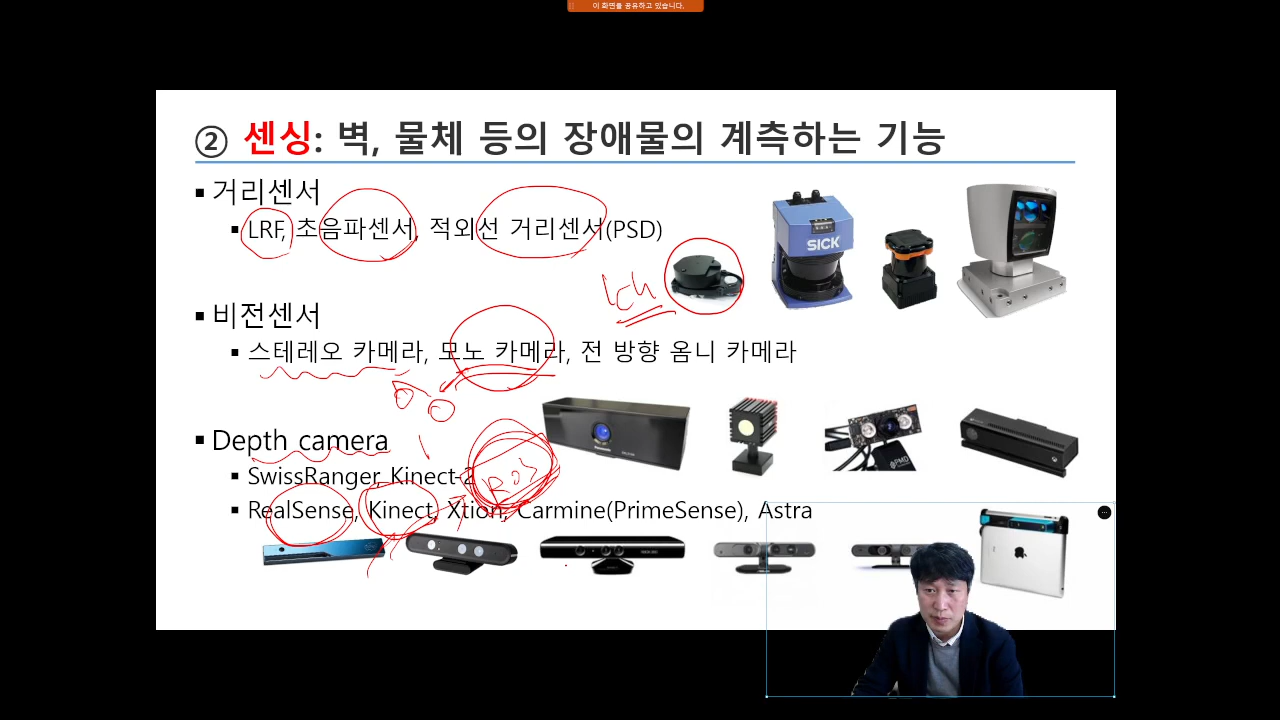 이 화면을 공유하고 있습니다.
② 센싱: 벽, 물체 등의 장애물의 계측하는 기능
▪ 거리센서
▪ LRF, 초음파센서, 적외선 거리센서(PSD)
SICK
▪ 비전센서
▪ 스테레오 카메라, 모노 카메라, 전 방향 옴니 카메라
▪ Depth camera
▪ SwissRanger, Kinect-2
ROS
PMD
▪ RealSense, Kinect, Xtion, Carmine(PrimeSense), Astra